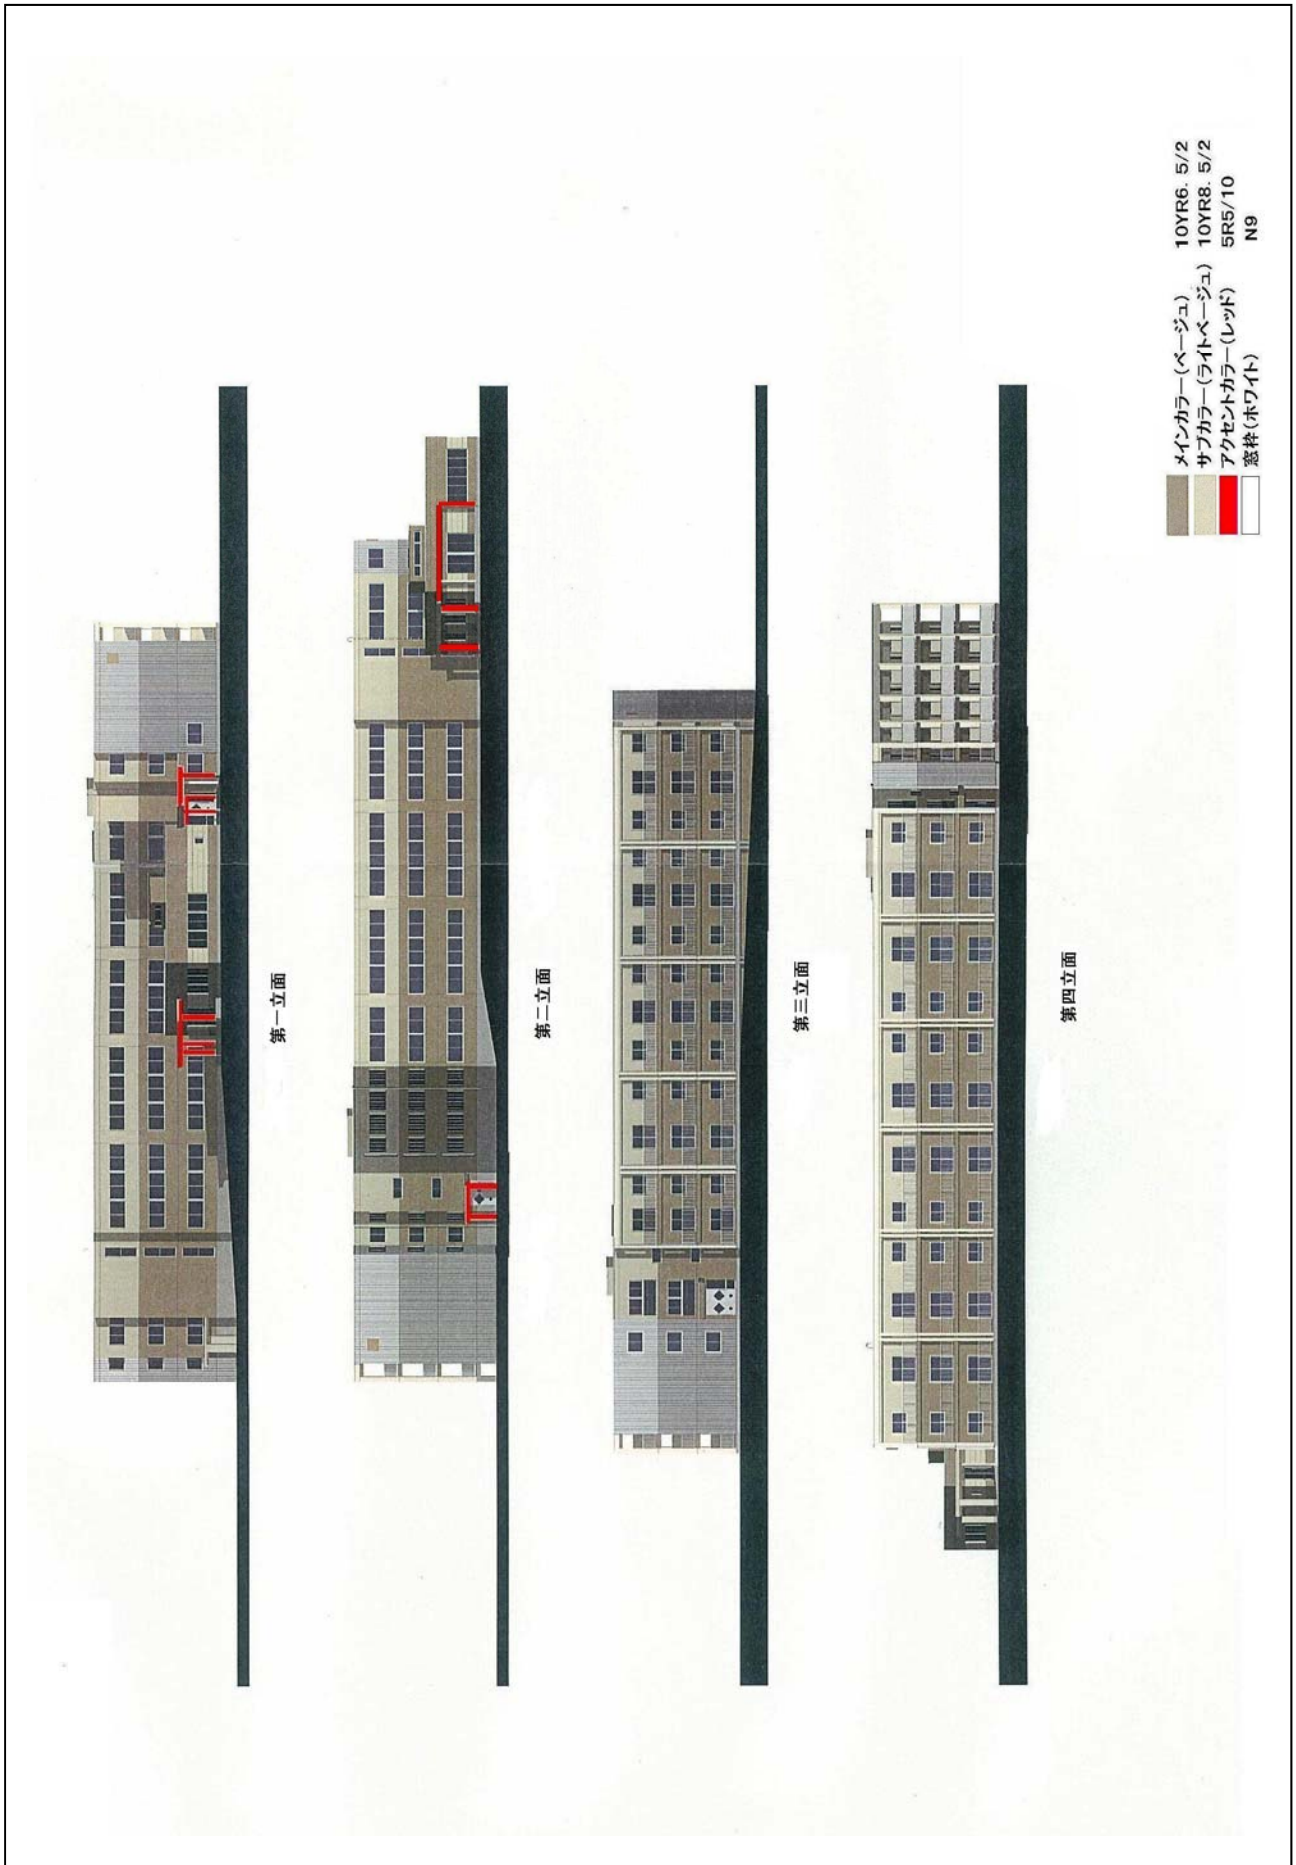 第一立面
第二立面
第三立面
第四立面
メインカラー(ベージュ) 10YR6. 5/2
サブカラー(ライトベージュ) 10YR8. 5/2
アクセントカラー(レッド) 5R5/10
窓枠(ホワイト) N9